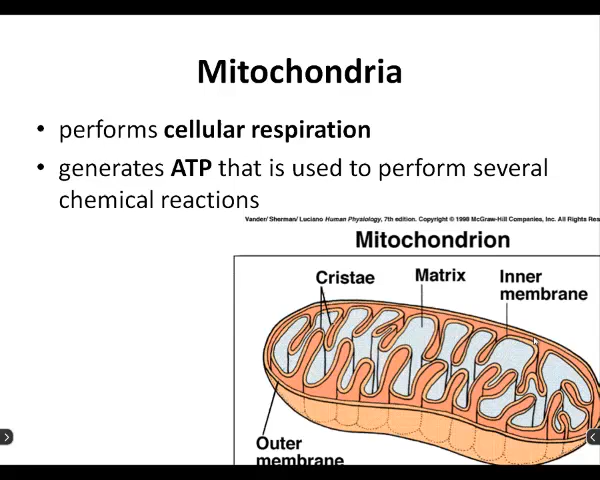 Mitochondria
• performs cellular respiration
• generates ATP that is used to perform several
chemical reactions
Vander/ Sherman/ Luciano Human Physiology, 7th edition. Copyright © 1998 McGraw-Hill Companies, Inc. All Rights Res
Mitochondrion
Cristae
Matrix
Inner
membrane
Outer
membrane